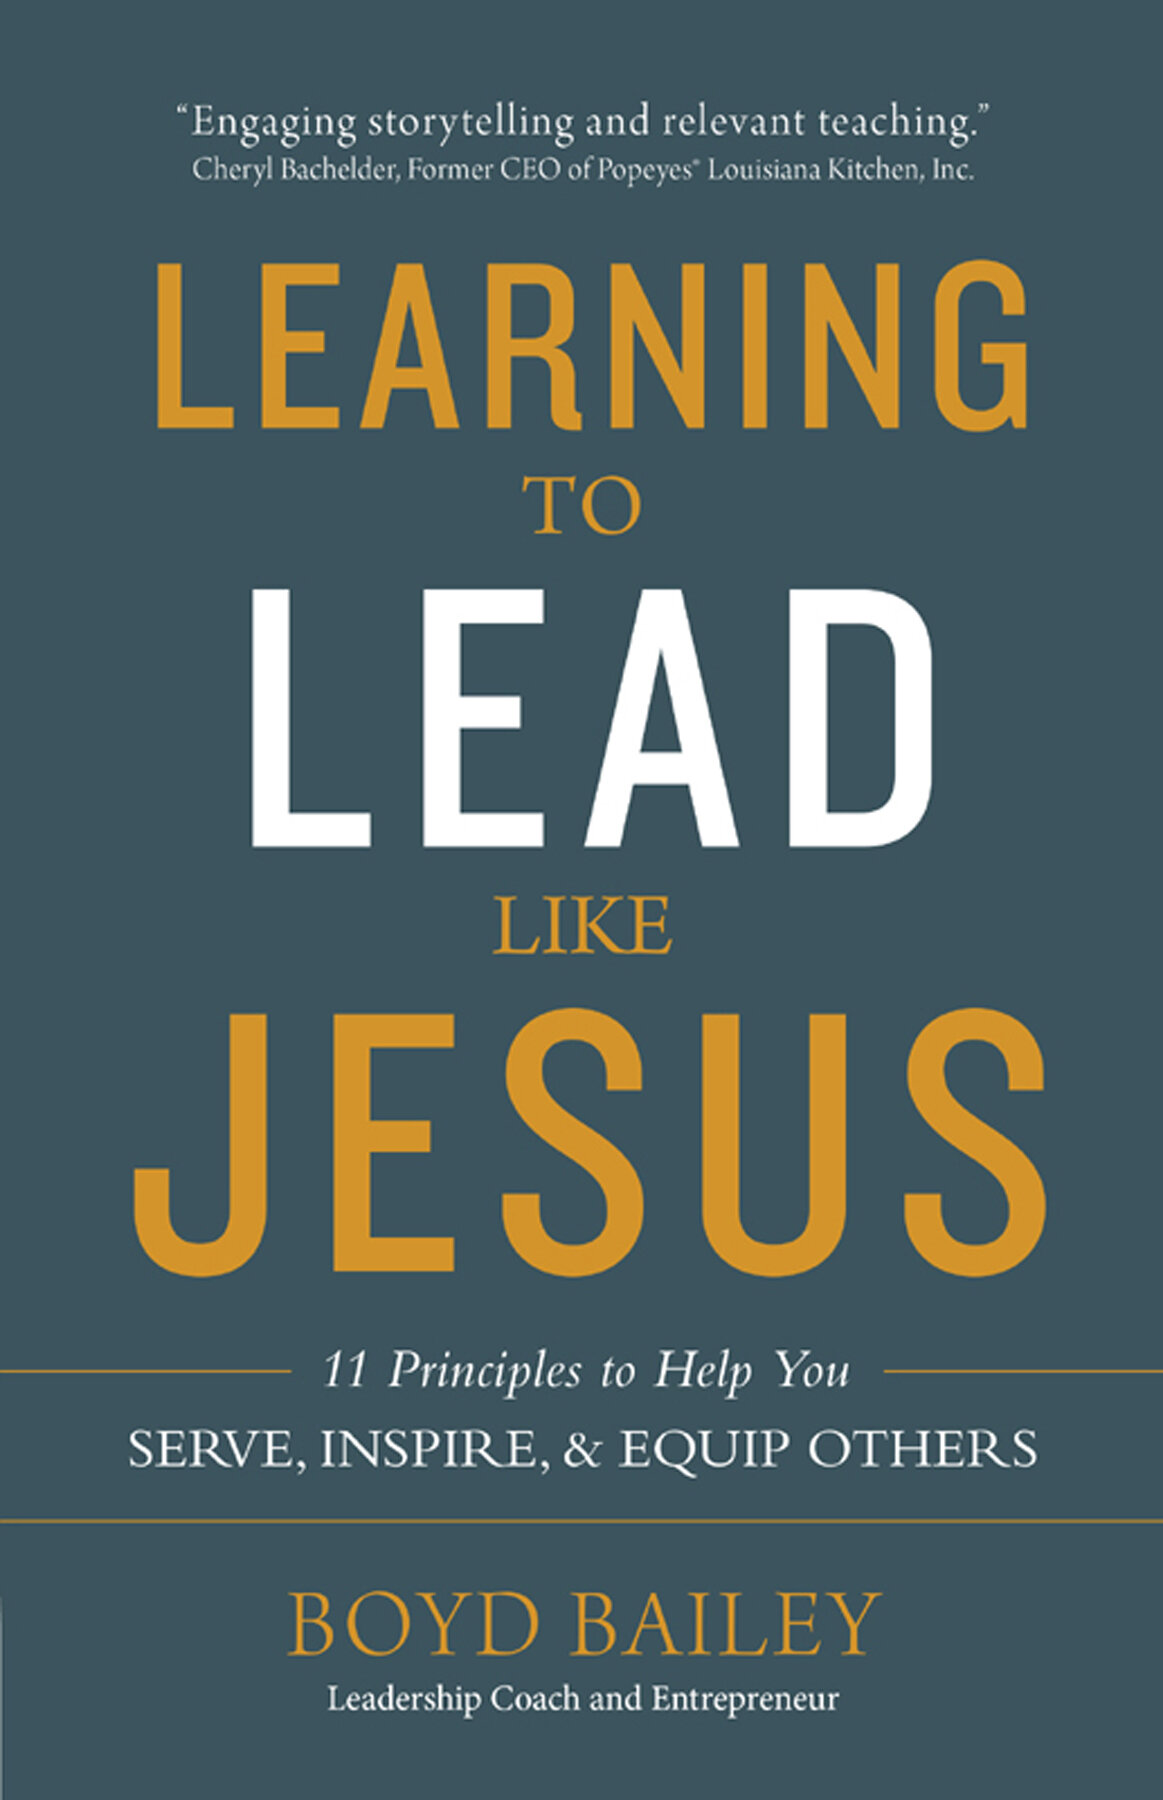 “Engaging storytelling and relevant teaching.”
Cheryl Bachelder, Former CEO of Popeyes® Louisiana Kitchen, Inc.
LEARNING
TO
LEAD
LIKE
JESUS
11 Principles to Help You
SERVE, INSPIRE, & EQUIP OTHERS
BOYD BAILEY
Leadership Coach and Entrepreneur